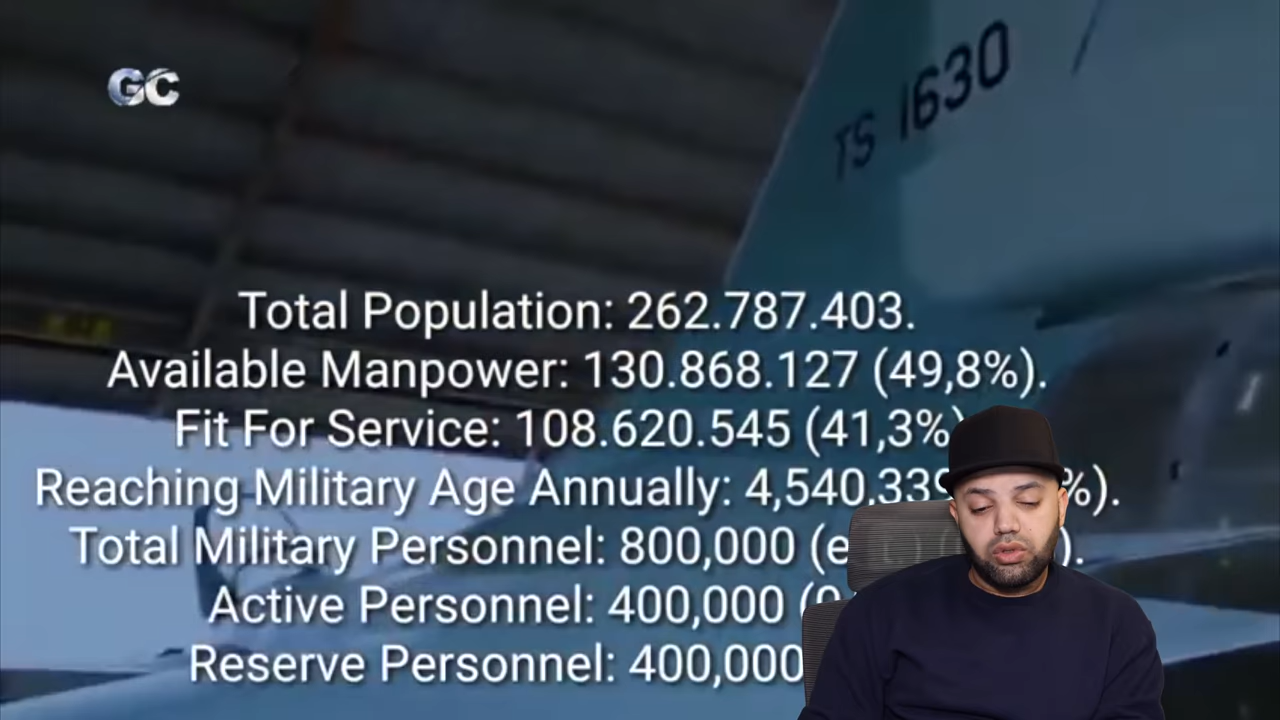 GC
TS 1630
Total Population: 262.787.403.
Available Manpower: 130.868.127 (49,8%).
Fit For Service: 108.620.545 (41,3%)
Reaching Military Age Annually: 4,540,339 %).
Total Military Personnel: 800,000 (e ).
Active Personnel: 400,000 (0
Reserve Personnel: 400,000